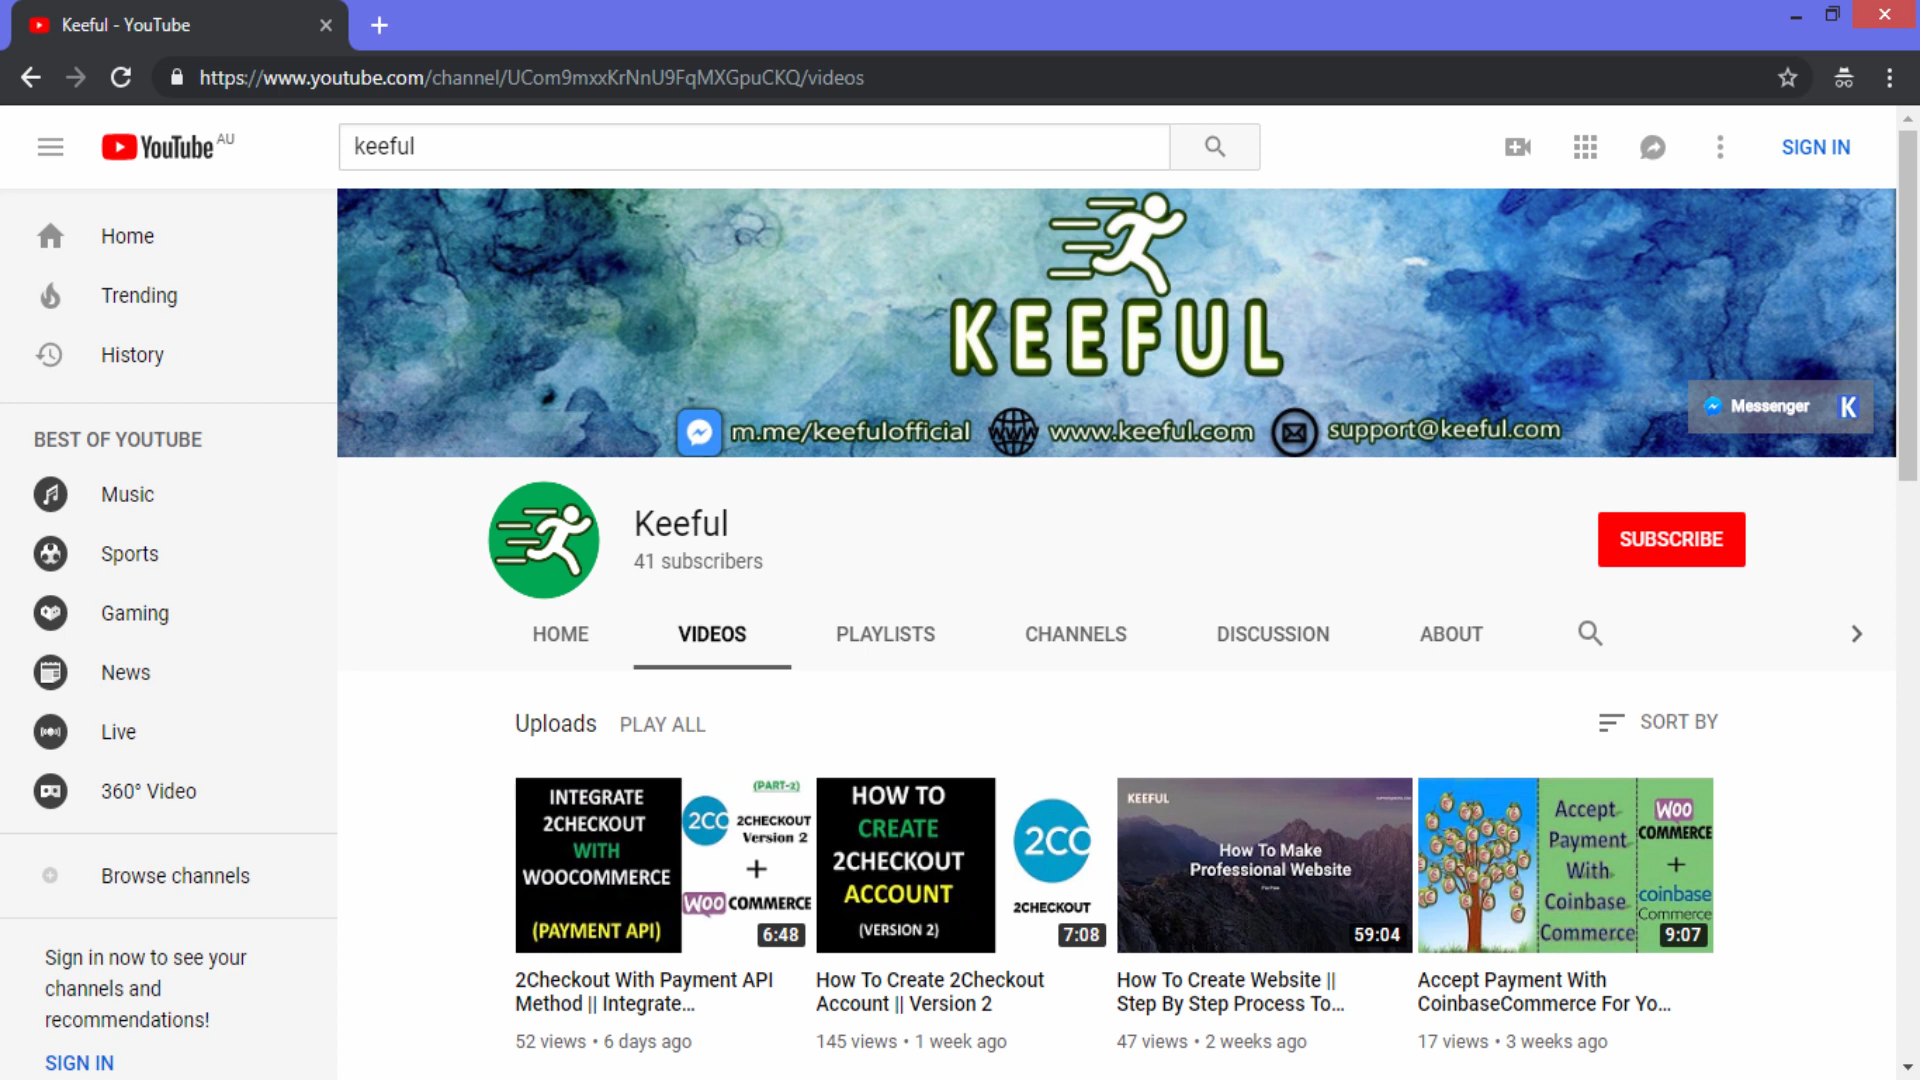 Keeful - YouTube
https://www.youtube.com/channel/UCom9mxxKrNnU9FqMXGpuCKQ/videos
YouTube AU
keeful
SIGN IN
Home
Trending
History
BEST OF YOUTUBE
Music
Sports
Gaming
News
Live
360° Video
Browse channels
Sign in now to see your
channels and
recommendations!
SIGN IN
KEEFUL
m.me/keefulofficial www.keeful.com support@keeful.com
Messenger K
Keeful
41 subscribers
SUBSCRIBE
HOME VIDEOS PLAYLISTS CHANNELS DISCUSSION ABOUT
Uploads PLAY ALL SORT BY
INTEGRATE
2CHECKOUT
WITH
WOOCOMMERCE
(PAYMENT API)
(PART-2)
2CO 2CHECKOUT
Version 2
+
WOO COMMERCE
6:48
2Checkout With Payment API
Method || Integrate...
52 views • 6 days ago
HOW TO
CREATE
2CHECKOUT
ACCOUNT
(VERSION 2)
2CO
2CHECKOUT
7:08
How To Create 2Checkout
Account || Version 2
145 views • 1 week ago
KEEFUL
How To Make
Professional Website
59:04
How To Create Website ||
Step By Step Process To...
47 views • 2 weeks ago
Accept
Payment
With
Coinbase
Commerce
WOO
COMMERCE
+
coinbase
Commerce
9:07
Accept Payment With
CoinbaseCommerce For Yo...
17 views • 3 weeks ago